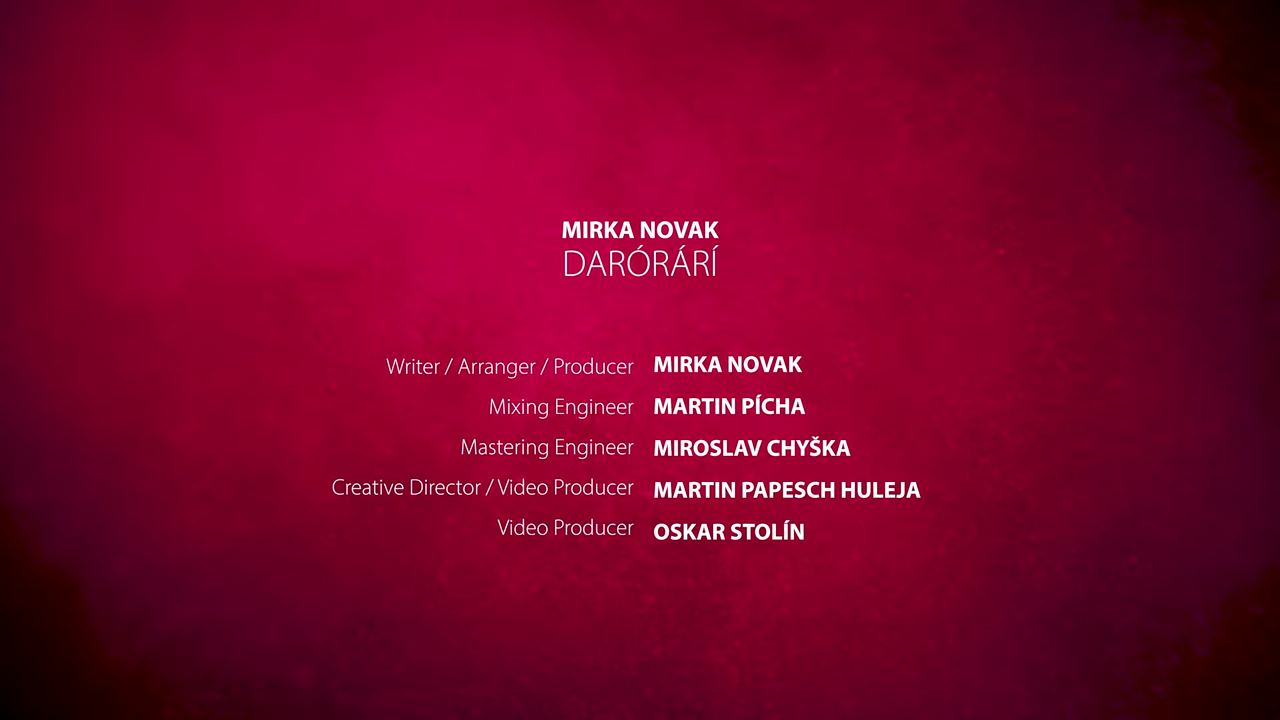 MIRKA NOVAK
DARÓRÁRÍ
Writer / Arranger / Producer MIRKA NOVAK
Mixing Engineer MARTIN PÍCHA
Mastering Engineer MIROSLAV CHYŠKA
Creative Director / Video Producer MARTIN PAPESCH HULEJA
Video Producer OSKAR STOLÍN